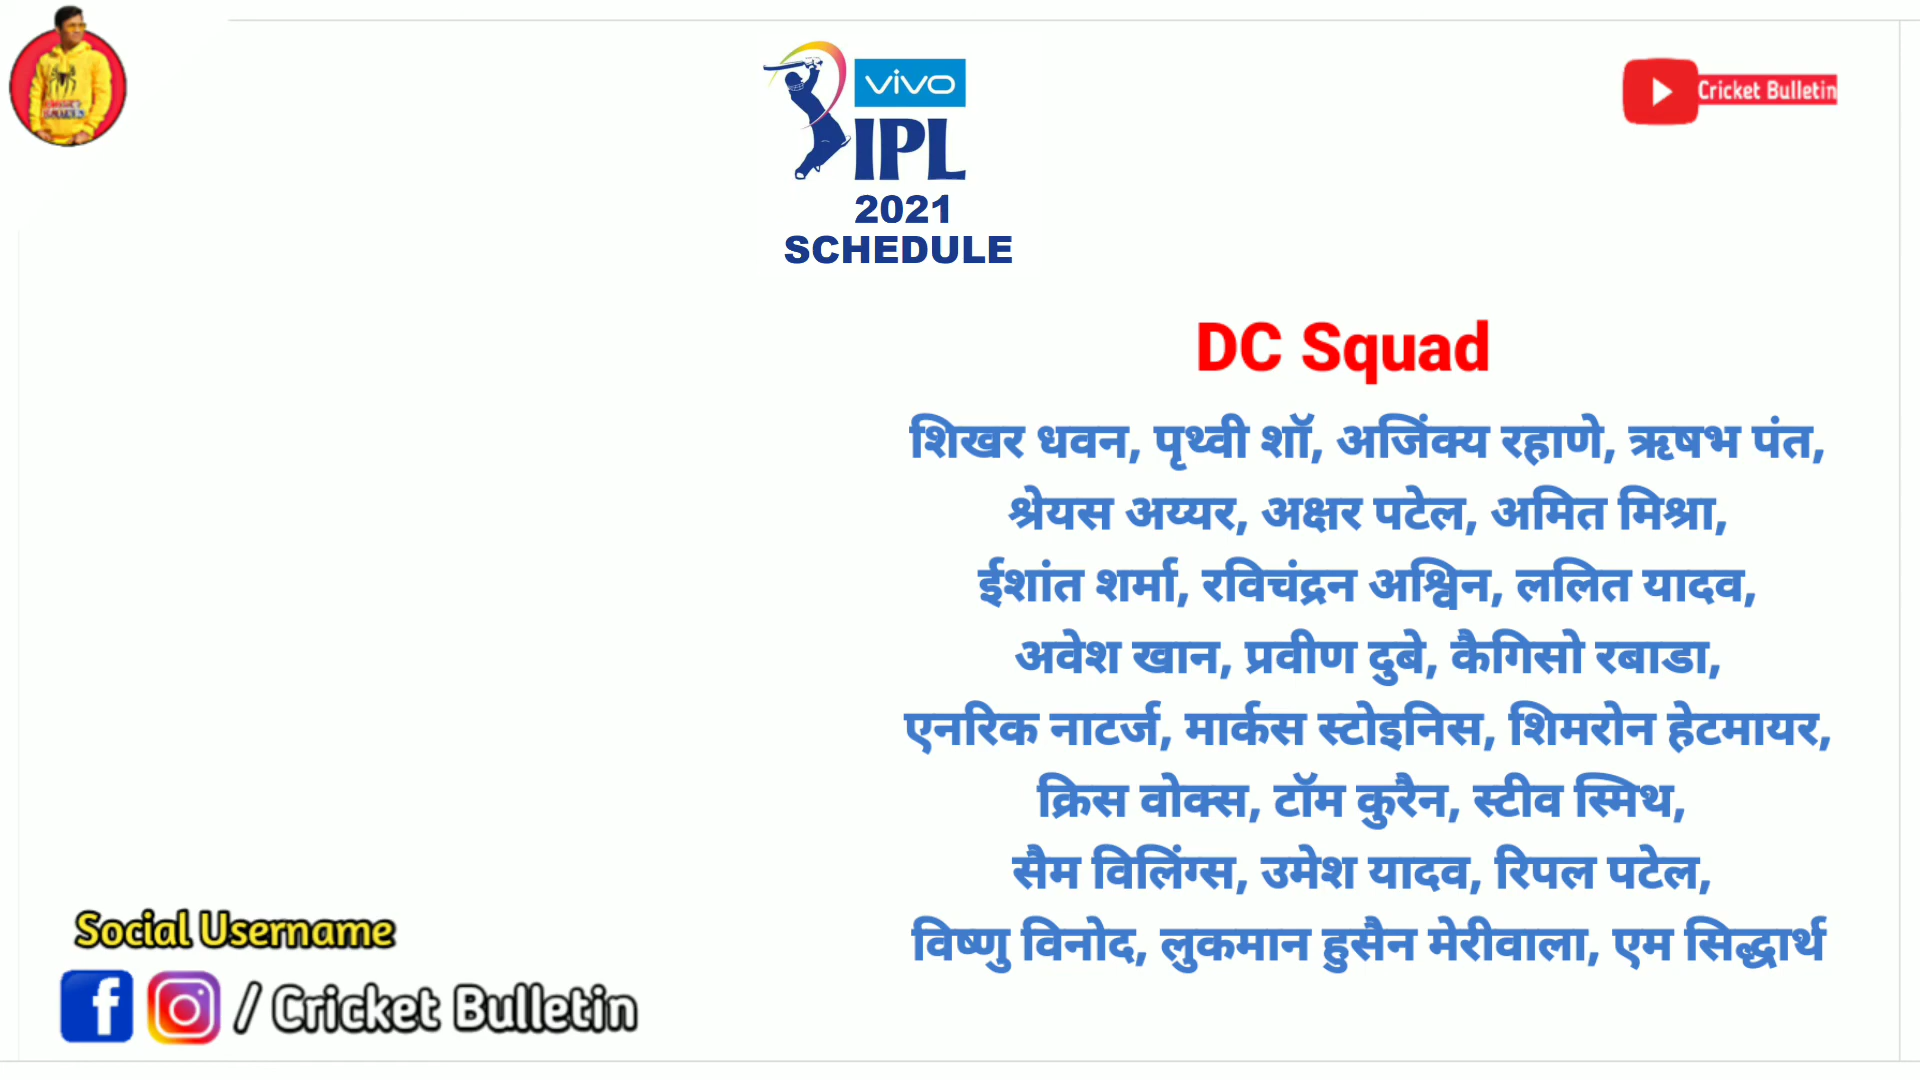 vivo
IPL
2021
SCHEDULE
Cricket Bulletin
DC Squad
शिखर धवन, पृथ्वी शॉ, अजिंक्य रहाणे, ऋषभ पंत,
श्रेयस अय्यर, अक्षर पटेल, अमित मिश्रा,
ईशांत शर्मा, रविचंद्रन अश्विन, ललित यादव,
अवेश खान, प्रवीण दुबे, कैगिसो रबाडा,
एनरिक नाटर्ज, मार्कस स्टोइनिस, शिमरोन हेटमायर,
क्रिस वोक्स, टॉम कुरैन, स्टीव स्मिथ,
सैम विलिंग्स, उमेश यादव, रिपल पटेल,
विष्णु विनोद, लुकमान हुसैन मेरीवाला, एम सिद्धार्थ
Social Username
/ Cricket Bulletin